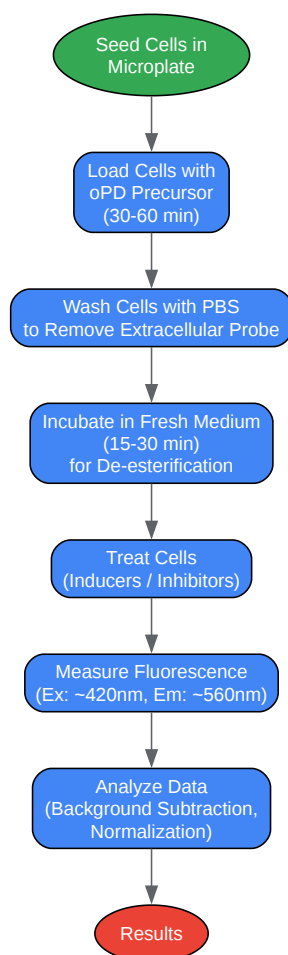 Seed Cells in
Microplate
Load Cells with
oPD Precursor
(30-60 min)
Wash Cells with PBS
to Remove Extracellular Probe
Incubate in Fresh Medium
(15-30 min)
for De-esterification
Treat Cells
(Inducers / Inhibitors)
Measure Fluorescence
(Ex: ~420nm, Em: ~560nm)
Analyze Data
(Background Subtraction,
Normalization)
Results